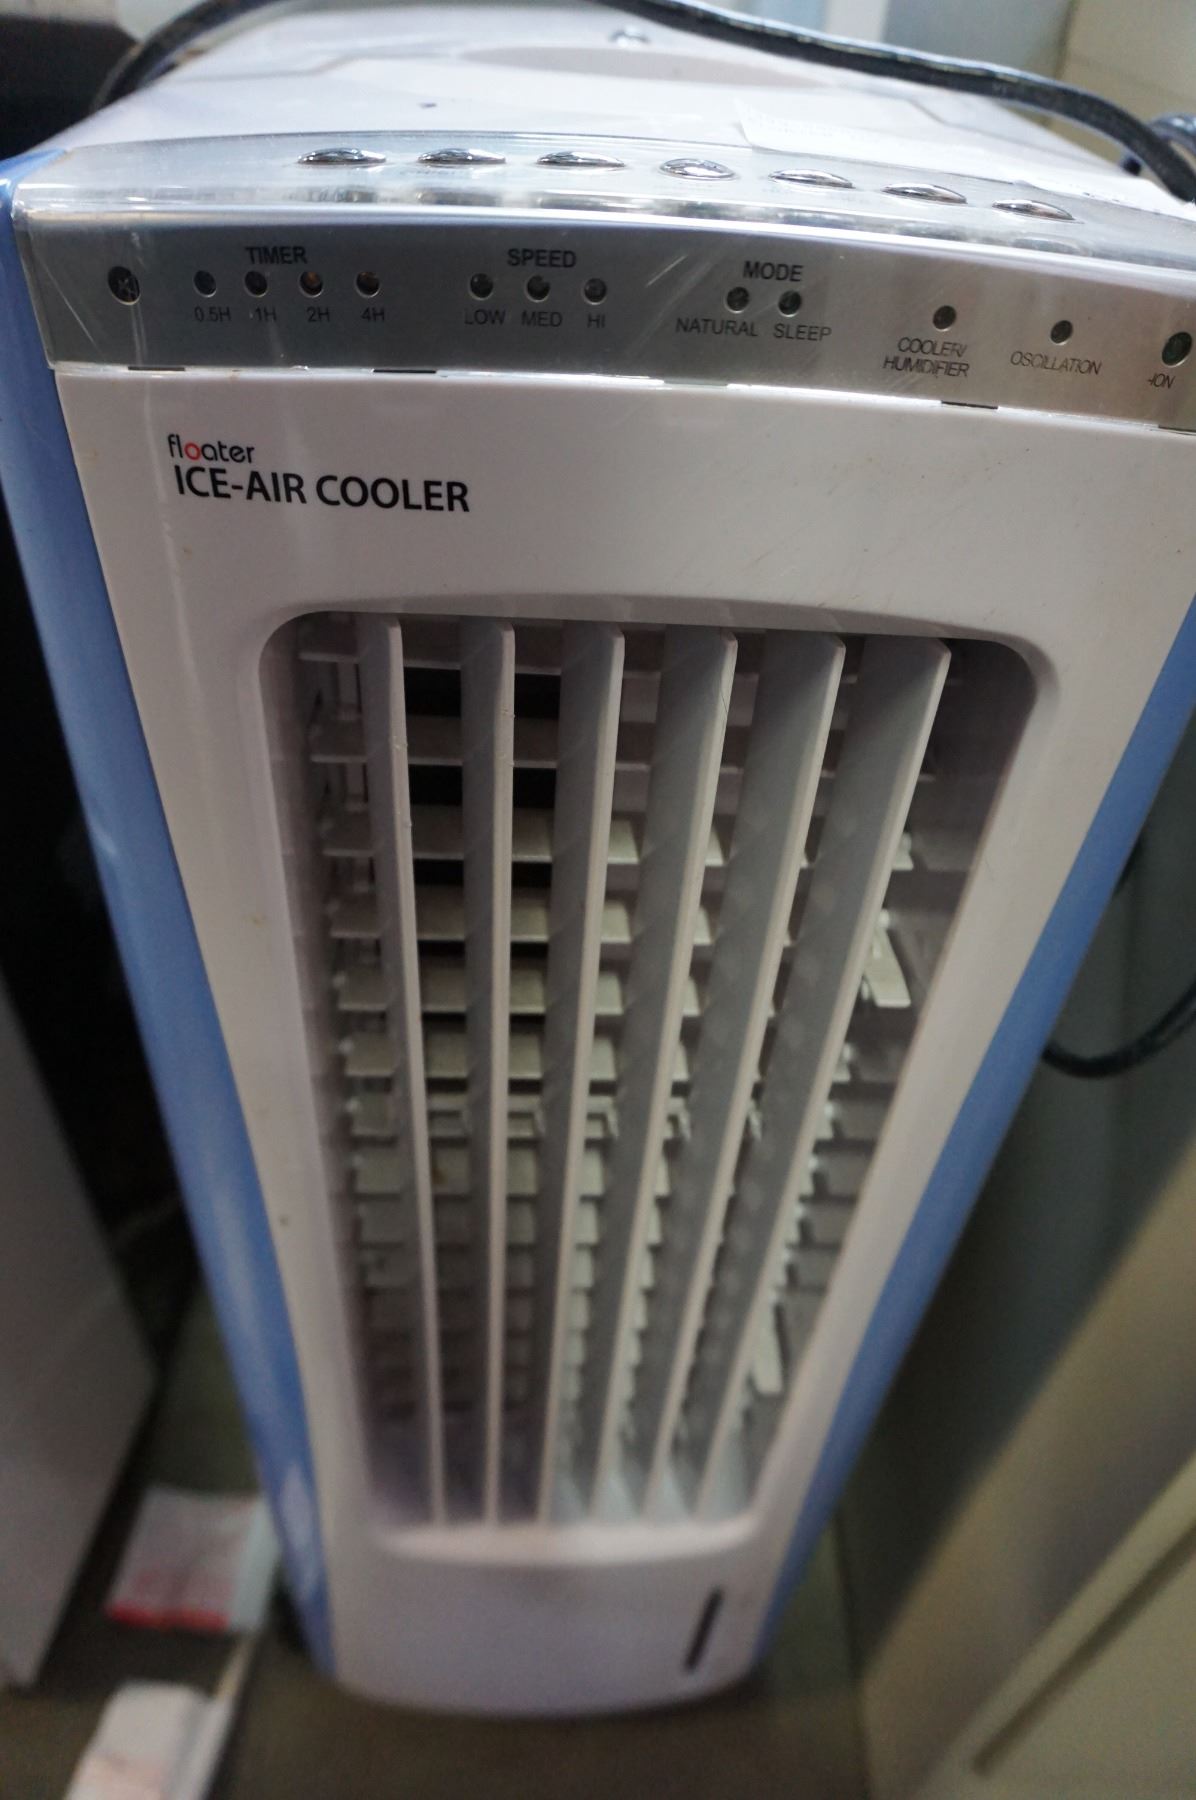 TIMER
0.5H 1H 2H 4H
SPEED
LOW MED HI
MODE
NATURAL SLEEP
COOLER/
HUMIDIFIER
OSCILLATION
-ION
floater
ICE-AIR COOLER